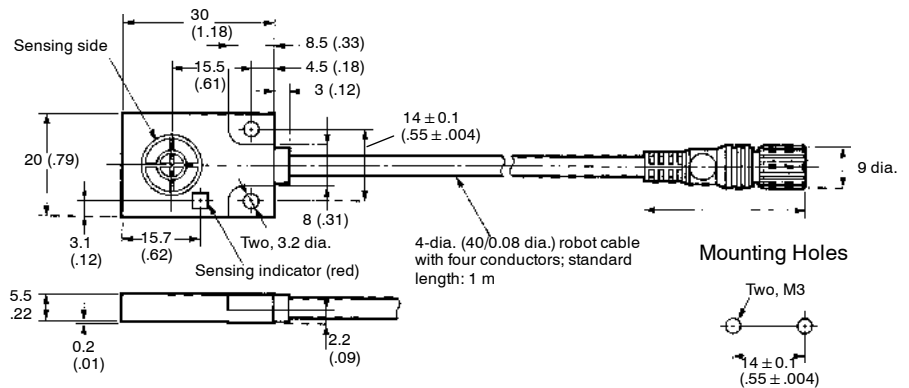 30
(1.18)
8.5 (.33)
Sensing side
15.5
(.61)
4.5 (.18)
3 (.12)
14 ± 0.1
(.55 ± .004)
20 (.79)
9 dia.
8 (.31)
3.1
(.12)
15.7
(.62)
Two, 3.2 dia.
Sensing indicator (red)
4-dia. (40/0.08 dia.) robot cable
with four conductors; standard
length: 1 m
Mounting Holes
5.5
.22
0.2
(.01)
2.2
(.09)
Two, M3
14 ± 0.1
(.55 ± .004)